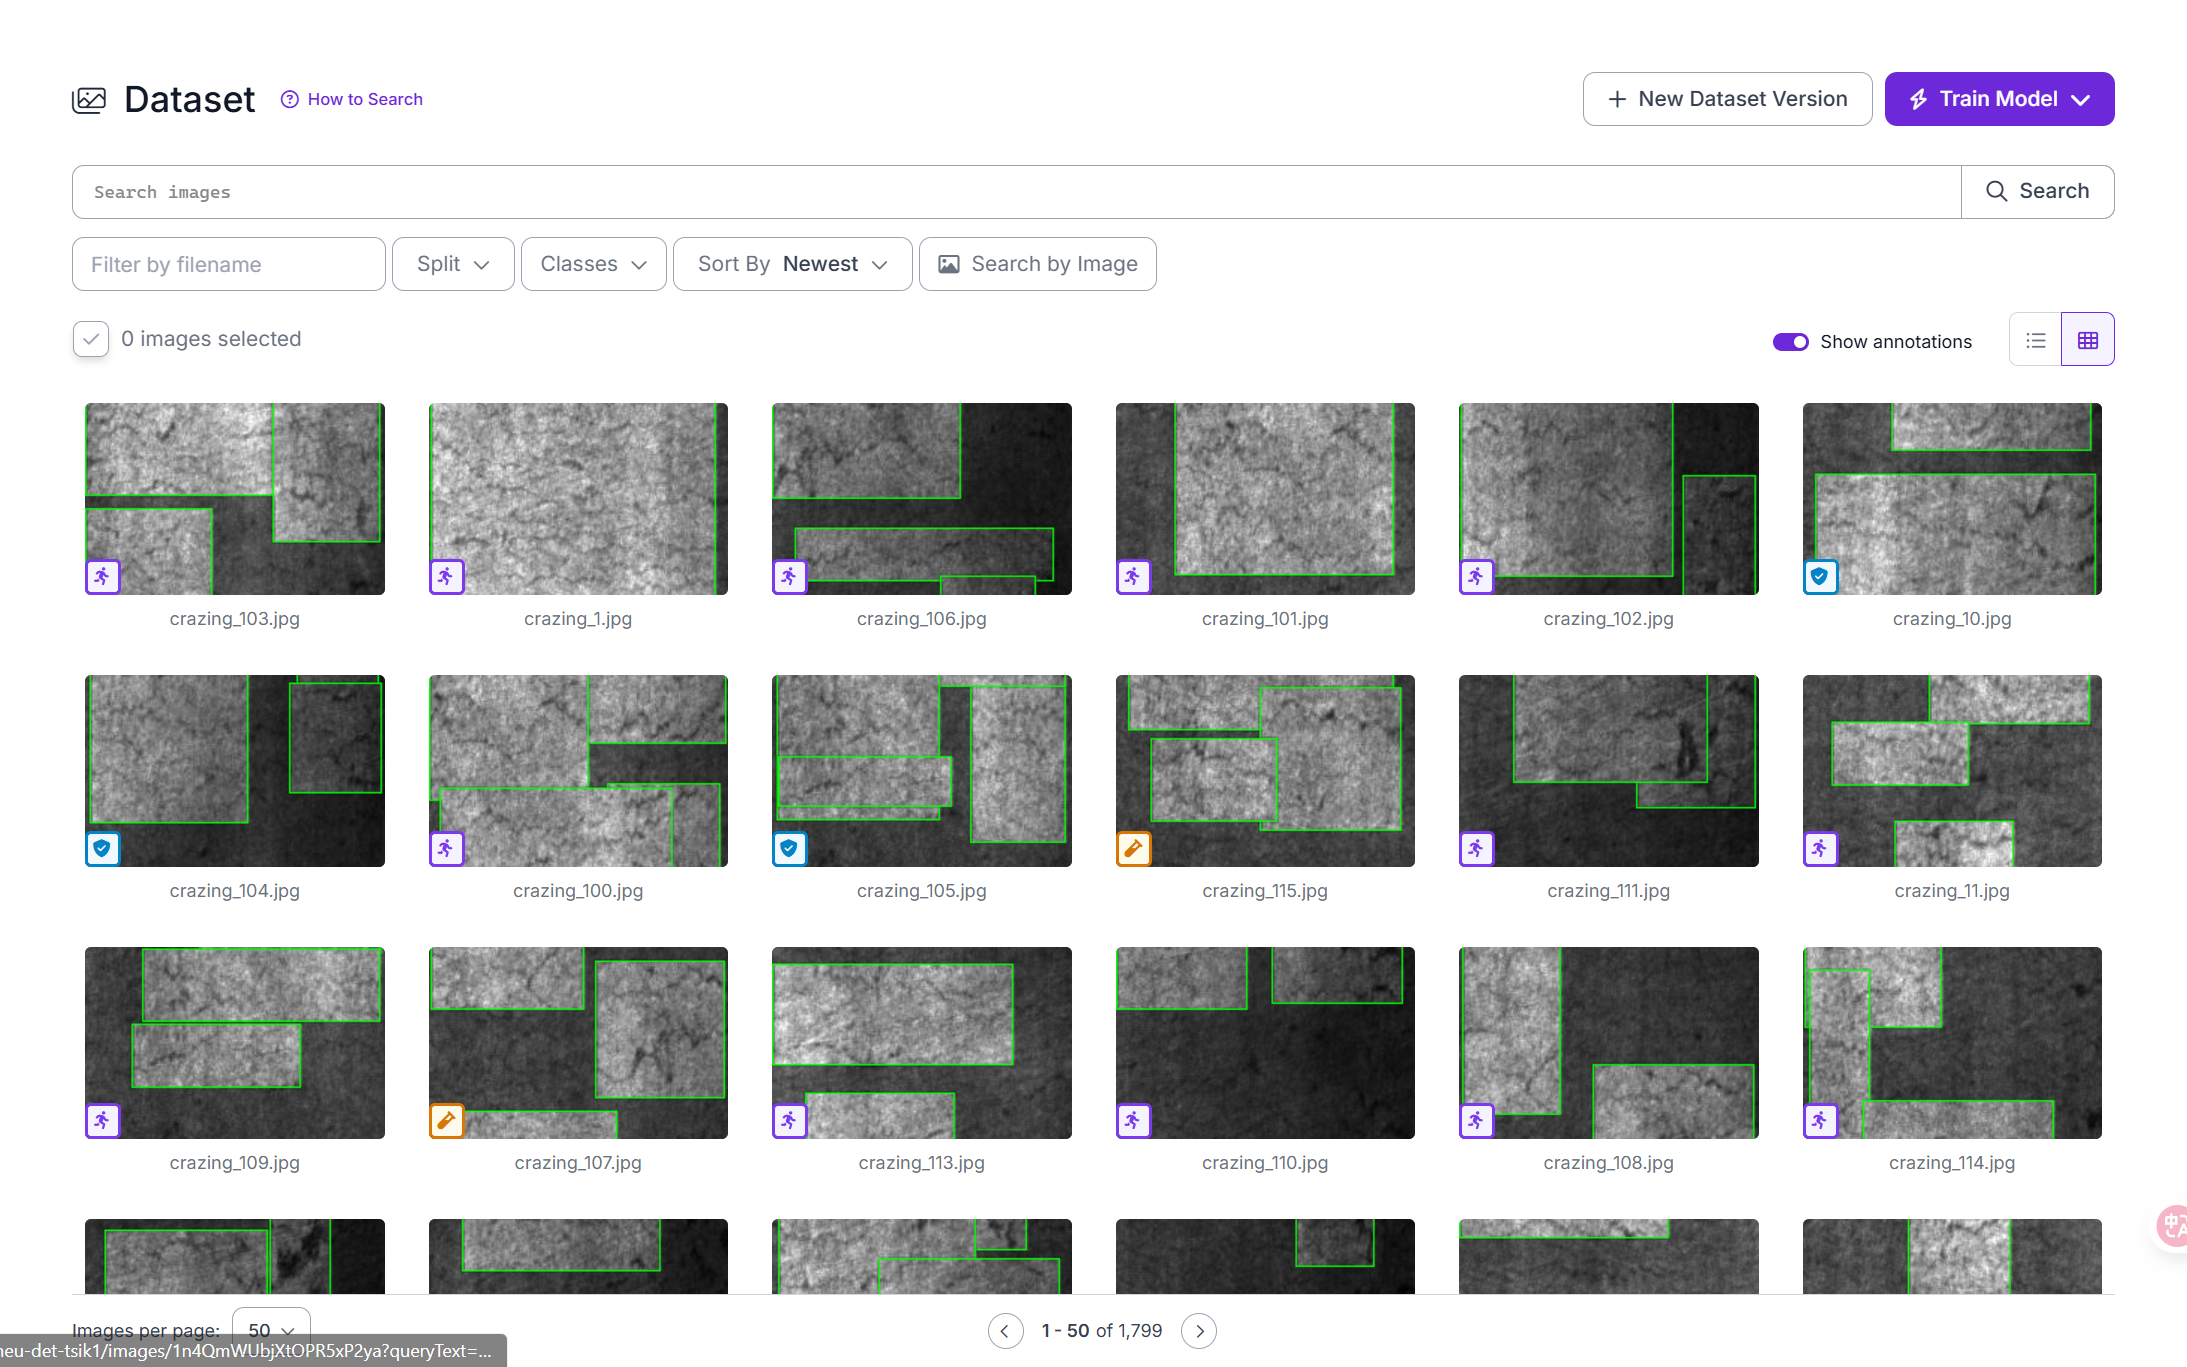 Dataset
How to Search
New Dataset Version
Train Model
Search images
Search
Filter by filename
Split
Classes
Sort By Newest
Search by Image
0 images selected
Show annotations
crazing_103.jpg
crazing_1.jpg
crazing_106.jpg
crazing_101.jpg
crazing_102.jpg
crazing_10.jpg
crazing_104.jpg
crazing_100.jpg
crazing_105.jpg
crazing_115.jpg
crazing_111.jpg
crazing_11.jpg
crazing_109.jpg
crazing_107.jpg
crazing_113.jpg
crazing_110.jpg
crazing_108.jpg
crazing_114.jpg
中
A
Images per page: 50
1 - 50 of 1,799
neu-det-tsik1/images/1n4QmWUbjXtOPR5xP2ya?queryText=...